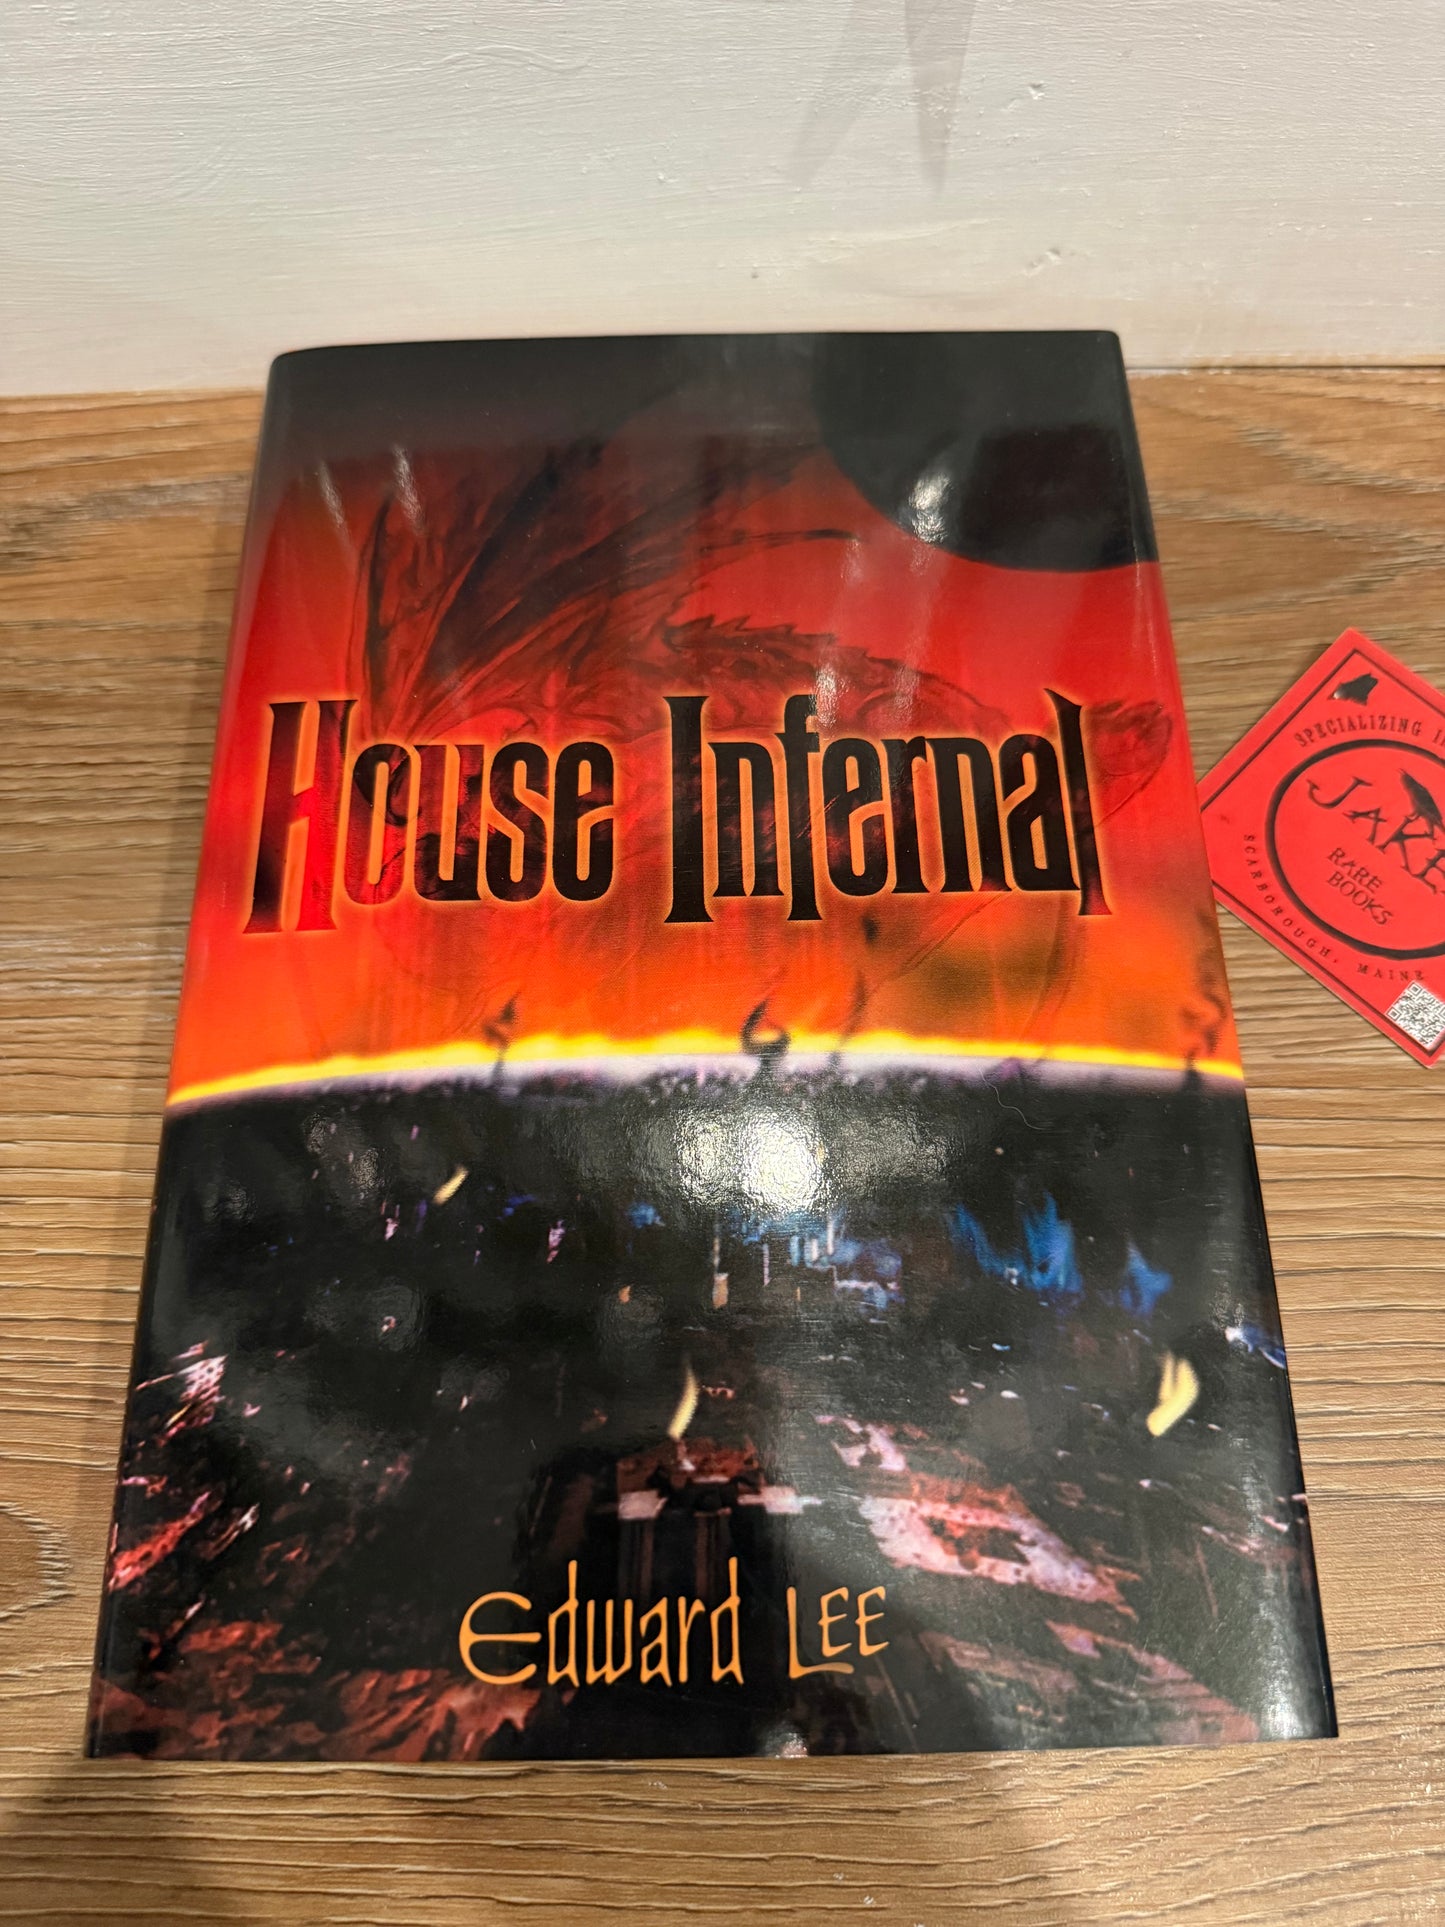 House Infernal
Edward Lee
SPECIALIZING
JAKE
RARE
BOOKS
SCARBOROUGH, MAINE